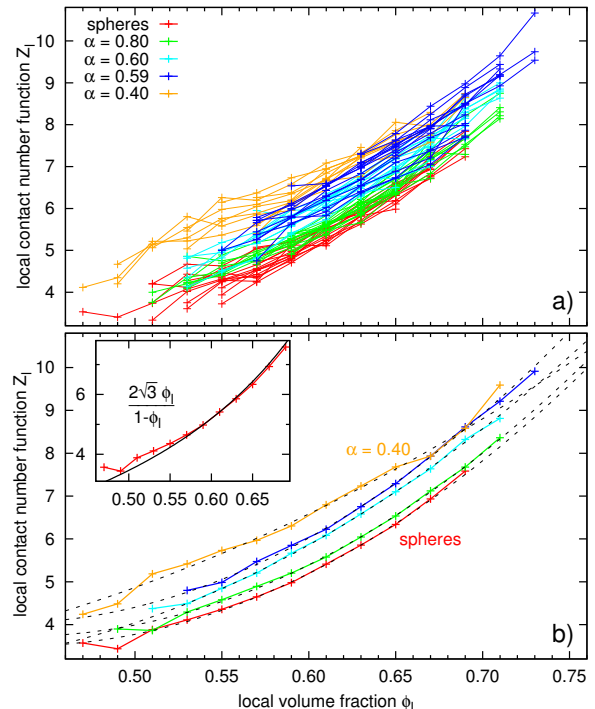 local contact number function Z_l
10
9
8
7
6
5
4
spheres
α = 0.80
α = 0.60
α = 0.59
α = 0.40
a)
local contact number function Z_l
10
9
8
7
6
5
4
6
4
2√3 ϕ_l
1-ϕ_l
0.50 0.55 0.60 0.65
α = 0.40
spheres
b)
0.50 0.55 0.60 0.65 0.70 0.75
local volume fraction ϕ_l